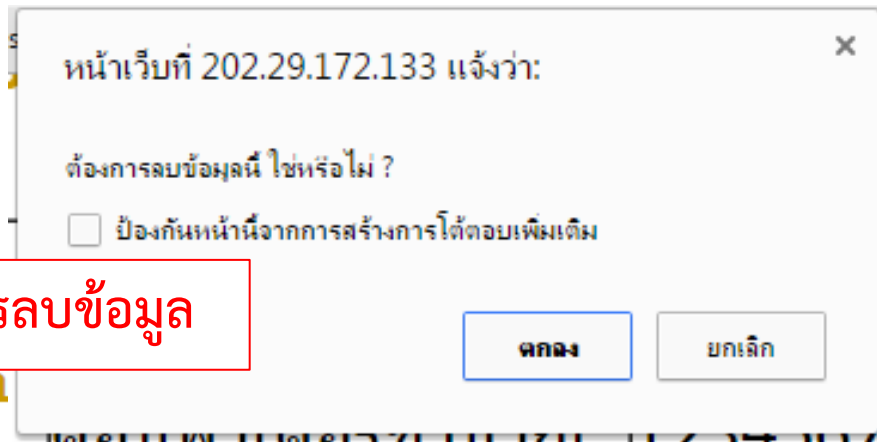 หน้าเว็บที่ 202.29.172.133 แจ้งว่า:
ต้องการลบข้อมูลนี้ ใช่หรือไม่ ?
ป้องกันหน้านี้จากการสร้างการโต้ตอบเพิ่มเติม
รลบข้อมูล
ตกลง ยกเลิก